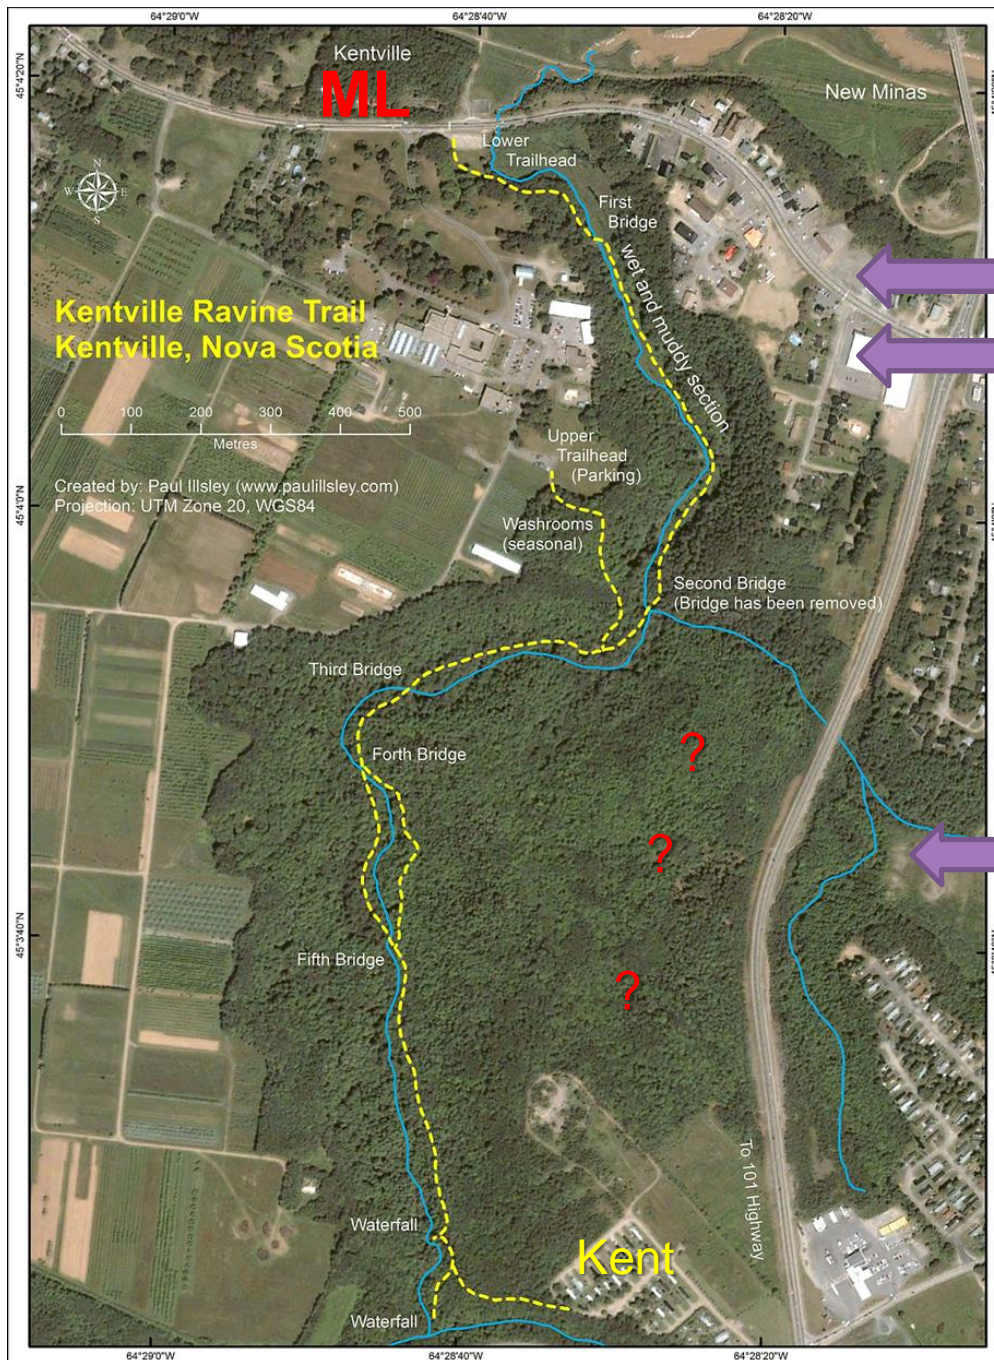 64°29'0"W
64°28'40"W
64°28'20"W
45°4'20"N
Kentville
ML
New Minas
Lower
Trailhead
N
W E
S
First
Bridge
wet and muddy section
Kentville Ravine Trail
Kentville, Nova Scotia
0 100 200 300 400 500
Metres
Upper
Trailhead
(Parking)
Created by: Paul Illsley (www.paulillsley.com)
Projection: UTM Zone 20, WGS84
45°4'0"N
Washrooms
(seasonal)
Second Bridge
(Bridge has been removed)
Third Bridge
Forth Bridge
?
?
45°3'40"N
Fifth Bridge
?
To 101 Highway
Waterfall
Kent
Waterfall
64°29'0"W
64°28'40"W
64°28'20"W